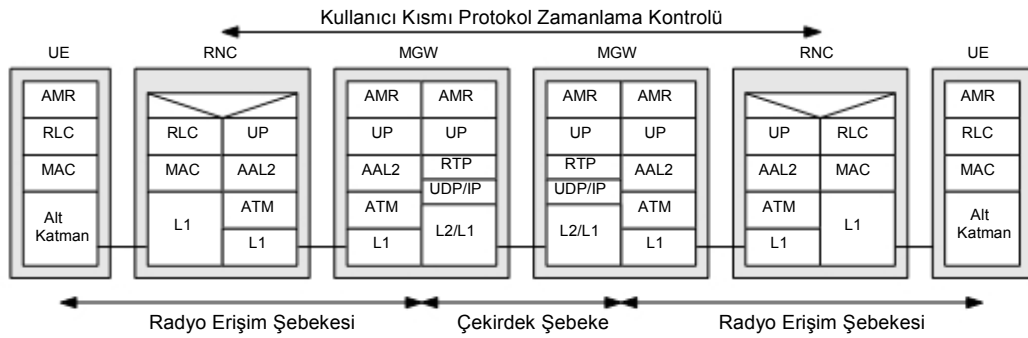 Kullanıcı Kısmı Protokol Zamanlama Kontrolü
UE RNC MGW MGW RNC UE
AMR AMR AMR AMR AMR AMR
RLC RLC UP UP UP UP UP UP RLC RLC
MAC MAC AAL2 AAL2 RTP RTP AAL2 AAL2 MAC MAC
UDP/IP UDP/IP
Alt Katman L1 ATM ATM L2/L1 L2/L1 ATM ATM L1 Alt Katman
L1 L1 L1 L1
Radyo Erişim Şebekesi Çekirdek Şebeke Radyo Erişim Şebekesi